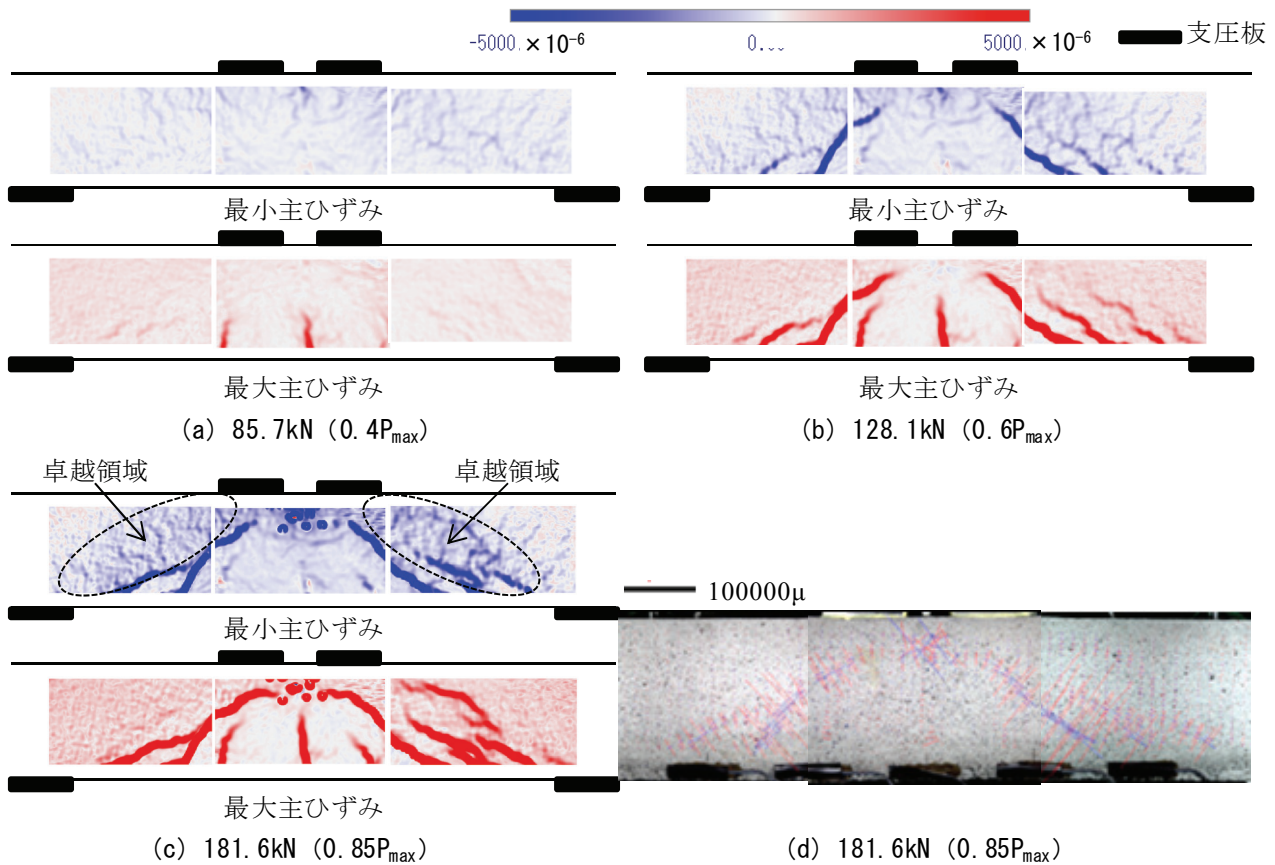 -5000. × 10⁻⁶ 5000. × 10⁻⁶ 支圧板
最小主ひずみ 最小主ひずみ
最大主ひずみ 最大主ひずみ
(a) 85.7kN (0.4Pmax) (b) 128.1kN (0.6Pmax)
卓越領域 卓越領域
100000μ
最小主ひずみ
最大主ひずみ
(c) 181.6kN (0.85Pmax) (d) 181.6kN (0.85Pmax)